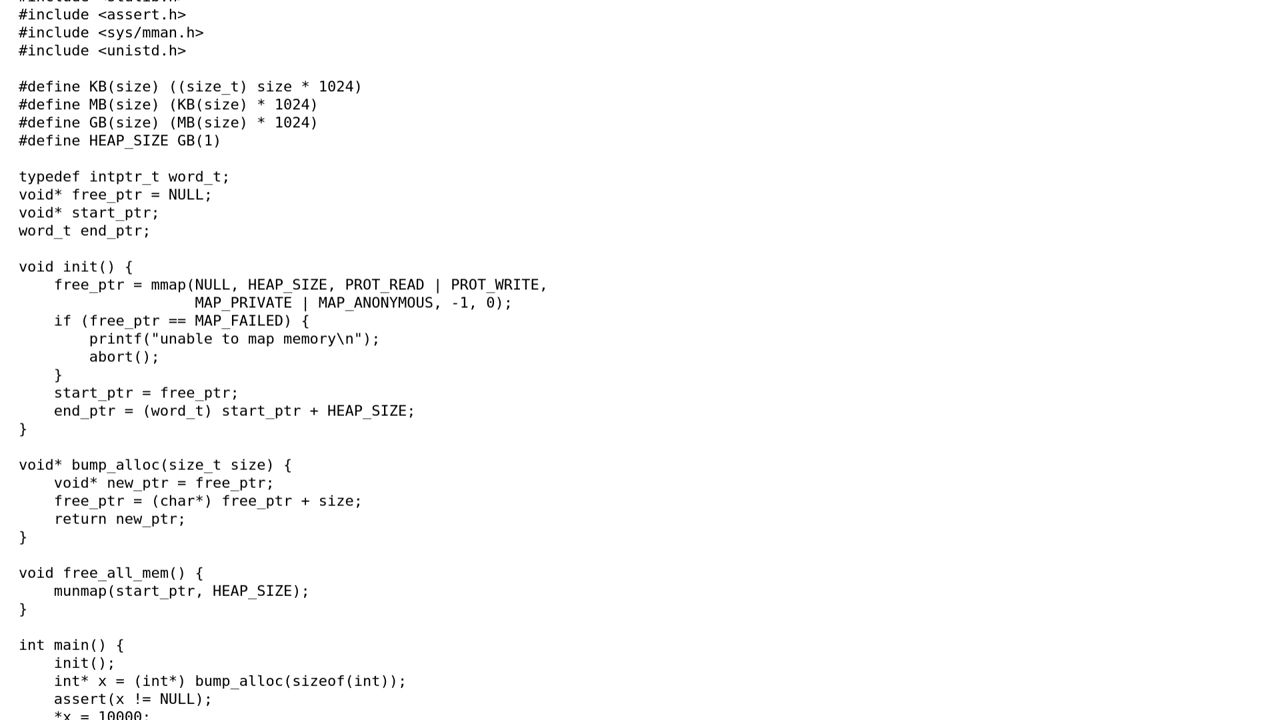 #include <stdlib.h>
#include <assert.h>
#include <sys/mman.h>
#include <unistd.h>
#define KB(size) ((size_t) size * 1024)
#define MB(size) (KB(size) * 1024)
#define GB(size) (MB(size) * 1024)
#define HEAP_SIZE GB(1)
typedef intptr_t word_t;
void* free_ptr = NULL;
void* start_ptr;
word_t end_ptr;
void init() {
    free_ptr = mmap(NULL, HEAP_SIZE, PROT_READ | PROT_WRITE,
                    MAP_PRIVATE | MAP_ANONYMOUS, -1, 0);
    if (free_ptr == MAP_FAILED) {
        printf("unable to map memory\n");
        abort();
    }
    start_ptr = free_ptr;
    end_ptr = (word_t) start_ptr + HEAP_SIZE;
}
void* bump_alloc(size_t size) {
    void* new_ptr = free_ptr;
    free_ptr = (char*) free_ptr + size;
    return new_ptr;
}
void free_all_mem() {
    munmap(start_ptr, HEAP_SIZE);
}
int main() {
    init();
    int* x = (int*) bump_alloc(sizeof(int));
    assert(x != NULL);
    *x = 10000;